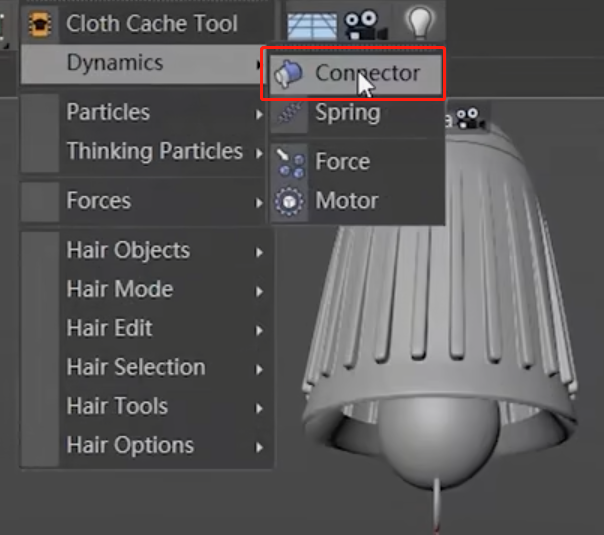 Cloth Cache Tool
Dynamics
Particles
Thinking Particles
Forces
Hair Objects
Hair Mode
Hair Edit
Hair Selection
Hair Tools
Hair Options
Connector
Spring
Force
Motor